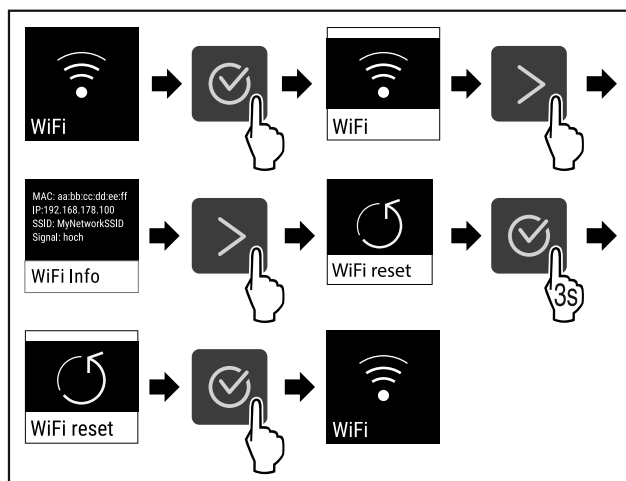 WiFi
WiFi
MAC: aa:bb:cc:dd:ee:ff
IP:192.168.178.100
SSID: MyNetworkSSID
Signal: hoch
WiFi Info
WiFi reset
3s
WiFi reset
WiFi